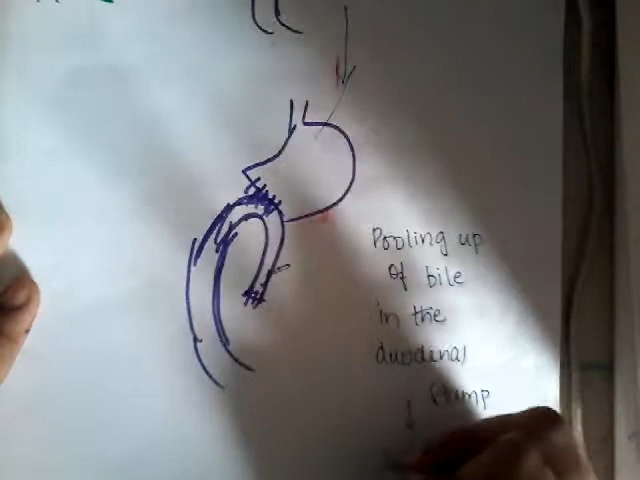 Pooling up
of bile
in the
duodenal
stump